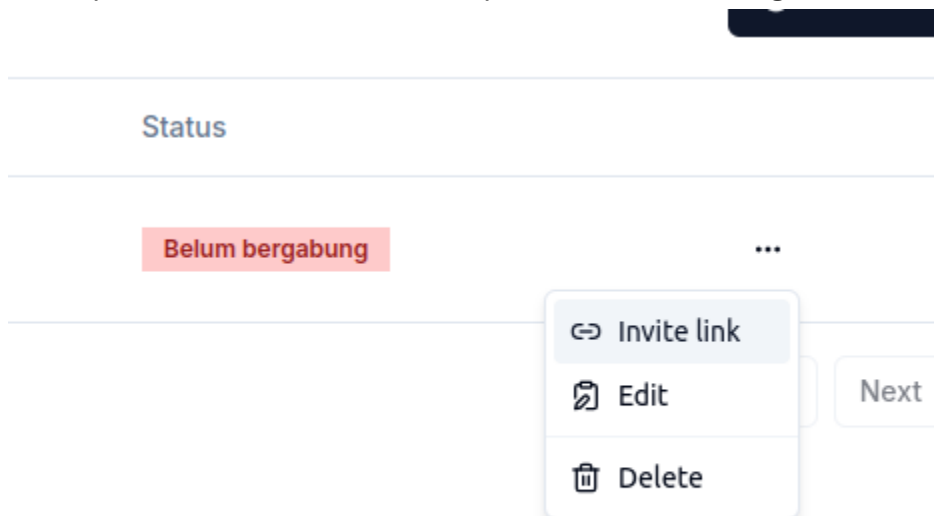 Status
Belum bergabung
Invite link
Edit
Next
Delete